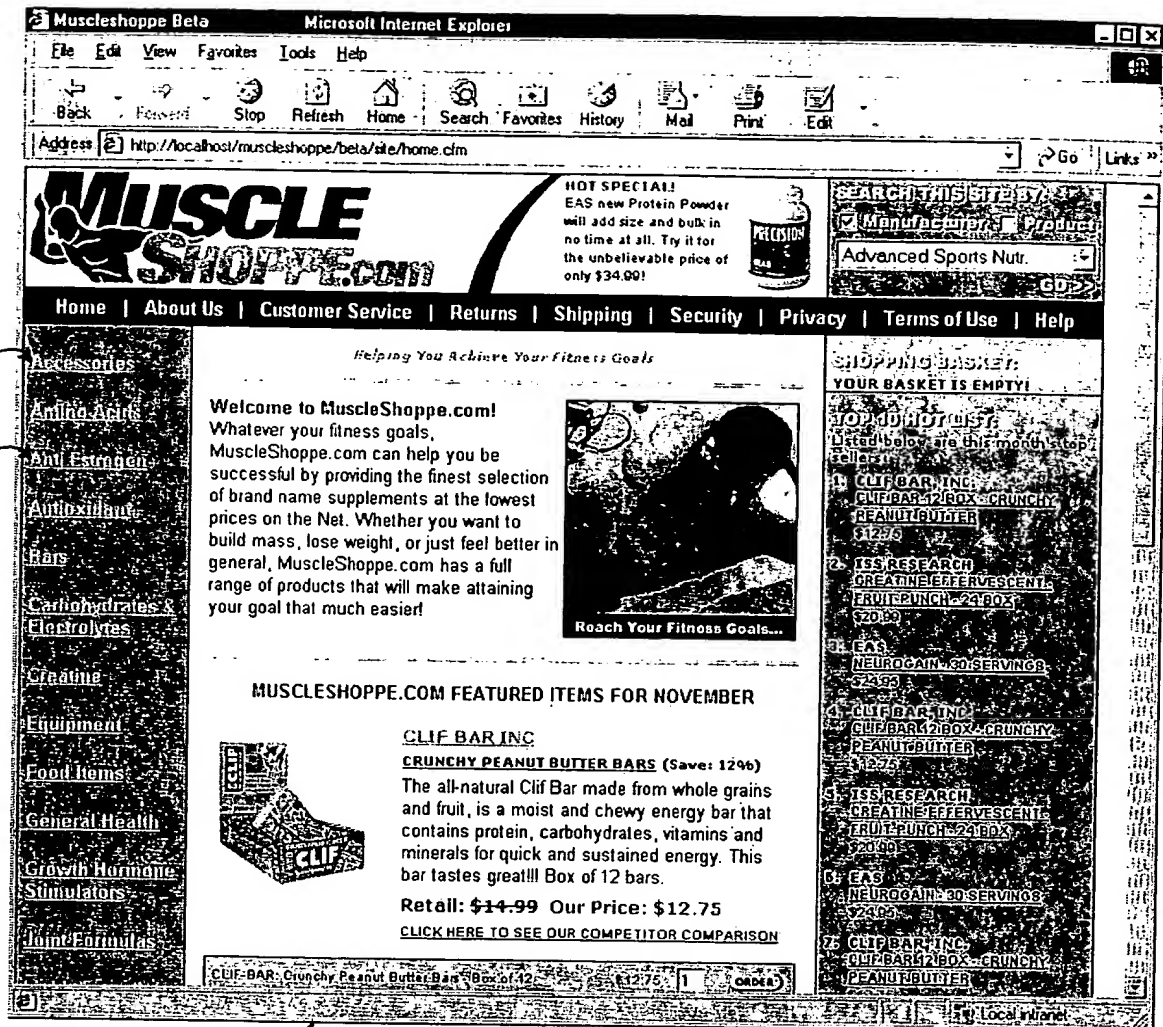 Muscleshoppe Beta Microsoft Internet Explorer
File Edit View Favorites Tools Help
Back Forward Stop Refresh Home Search Favorites History Mail Print Edit
Address http://localhost/muscleshoppe/beta/site/home.cfm Go Links »
MUSCLE
SHOPPE.com
HOT SPECIAL!
EAS new Protein Powder
will add size and bulk in
no time at all. Try it for
the unbelievable price of
only $34.99!
PRECISION
SEARCH THIS SITE BY:
Manufacturer Product
Advanced Sports Nutr.
GO >>
Home | About Us | Customer Service | Returns | Shipping | Security | Privacy | Terms of Use | Help
Accessories
Amino Acids
Anti Estrogen
Antioxidant
Bars
Carbohydrates &
Electrolytes
Creatine
Equipment
Food Items
General Health
Growth Hormone
Stimulators
Joint Formulas
Helping You Achieve Your Fitness Goals
Welcome to MuscleShoppe.com!
Whatever your fitness goals,
MuscleShoppe.com can help you be
successful by providing the finest selection
of brand name supplements at the lowest
prices on the Net. Whether you want to
build mass, lose weight, or just feel better in
general, MuscleShoppe.com has a full
range of products that will make attaining
your goal that much easier!
Reach Your Fitness Goals...
MUSCLESHOPPE.COM FEATURED ITEMS FOR NOVEMBER
CLIF BAR INC
CRUNCHY PEANUT BUTTER BARS (Save: 12%)
The all-natural Clif Bar made from whole grains
and fruit, is a moist and chewy energy bar that
contains protein, carbohydrates, vitamins and
minerals for quick and sustained energy. This
bar tastes great!!! Box of 12 bars.
Retail: $14.99 Our Price: $12.75
CLICK HERE TO SEE OUR COMPETITOR COMPARISON
CLIF
CLIF
CLIF-BAR: Crunchy Peanut Butter Bars Box of 12 $12.75 1 ORDER
SHOPPING BASKET:
YOUR BASKET IS EMPTY!
TOP 10 HOT LIST:
Listed below are this month's top
sellers
1. CLIF BAR, INC.
CLIF BAR 12 BOX - CRUNCHY
PEANUT BUTTER
$12.75
2. ISS RESEARCH
CREATINE EFFERVESCENT -
FRUIT PUNCH - 24 BOX
$20.99
3. EAS
NEUROGAIN - 30 SERVINGS
$24.95
4. CLIF BAR, INC.
CLIF BAR 12 BOX - CRUNCHY
PEANUT BUTTER
$12.75
5. ISS RESEARCH
CREATINE EFFERVESCENT -
FRUIT PUNCH - 24 BOX
$20.99
6. EAS
NEUROGAIN - 30 SERVINGS
$24.95
7. CLIF BAR, INC.
CLIF BAR 12 BOX - CRUNCHY
PEANUT BUTTER
Local intranet